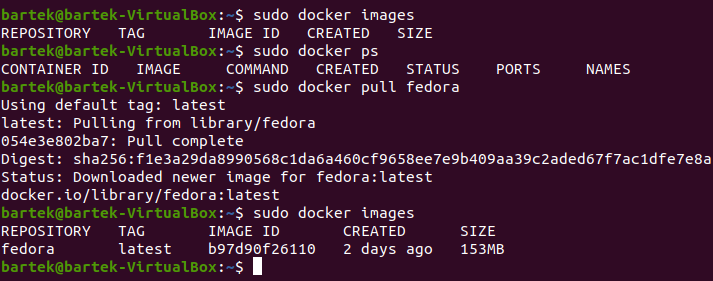 bartek@bartek-VirtualBox:~$ sudo docker images
REPOSITORY   TAG       IMAGE ID   CREATED   SIZE
bartek@bartek-VirtualBox:~$ sudo docker ps
CONTAINER ID   IMAGE     COMMAND   CREATED   STATUS    PORTS     NAMES
bartek@bartek-VirtualBox:~$ sudo docker pull fedora
Using default tag: latest
latest: Pulling from library/fedora
054e3e802ba7: Pull complete
Digest: sha256:f1e3a29da8990568c1da6a460cf9658ee7e9b409aa39c2aded67f7ac1dfe7e8a
Status: Downloaded newer image for fedora:latest
docker.io/library/fedora:latest
bartek@bartek-VirtualBox:~$ sudo docker images
REPOSITORY   TAG       IMAGE ID       CREATED      SIZE
fedora       latest    b97d90f26110   2 days ago   153MB
bartek@bartek-VirtualBox:~$